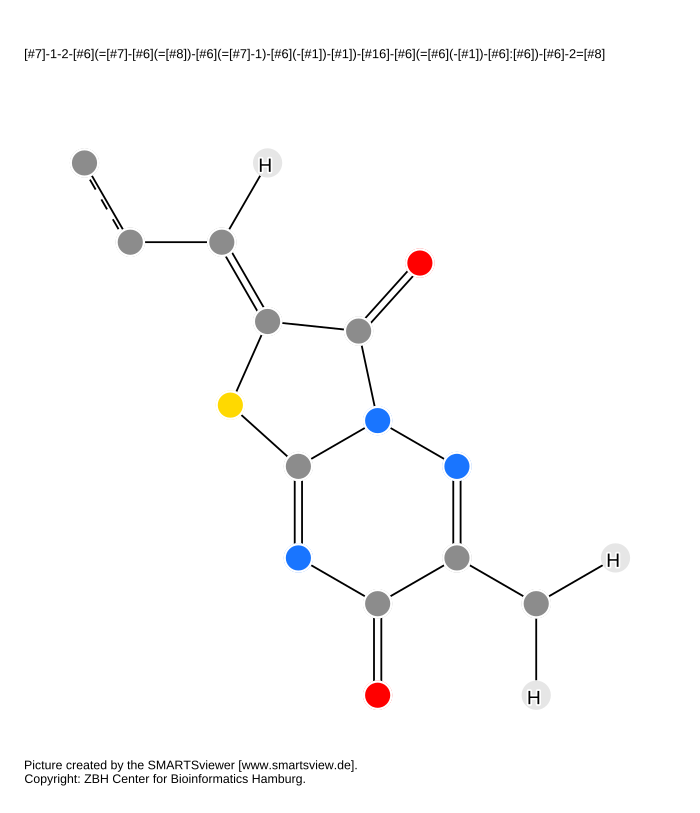 [#7]-1-2-[#6](=[#7]-[#6](=[#8])-[#6](=[#7]-1)-[#6](-[#1])-[#1])-[#16]-[#6](=[#6](-[#1])-[#6]:[#6])-[#6]-2=[#8]
H
H
H
Picture created by the SMARTSviewer [www.smartsview.de].
Copyright: ZBH Center for Bioinformatics Hamburg.